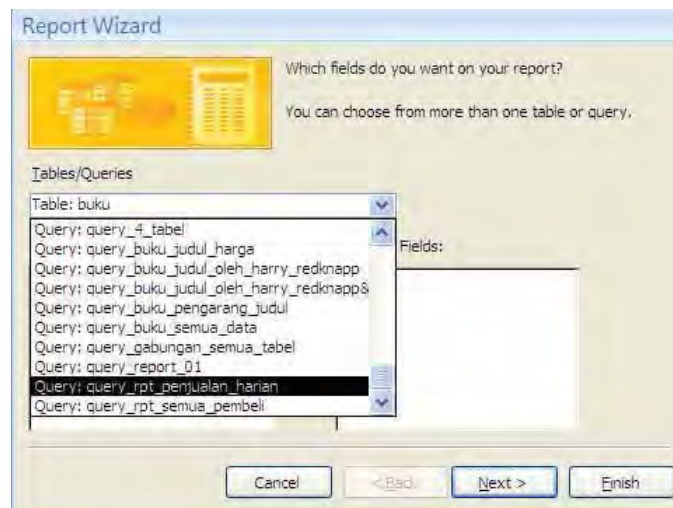 Report Wizard
Which fields do you want on your report?
You can choose from more than one table or query.
Tables/Queries
Table: buku
Query: query_4_tabel
Query: query_buku_judul_harga
Fields:
Query: query_buku_judul_oleh_harry_redknapp
Query: query_buku_judul_oleh_harry_redknapp&
Query: query_buku_pengarang_judul
Query: query_buku_semua_data
Query: query_gabungan_semua_tabel
Query: query_report_01
Query: query_rpt_penjualan_harian
Query: query_rpt_semua_pembeli
Cancel < Back Next > Finish